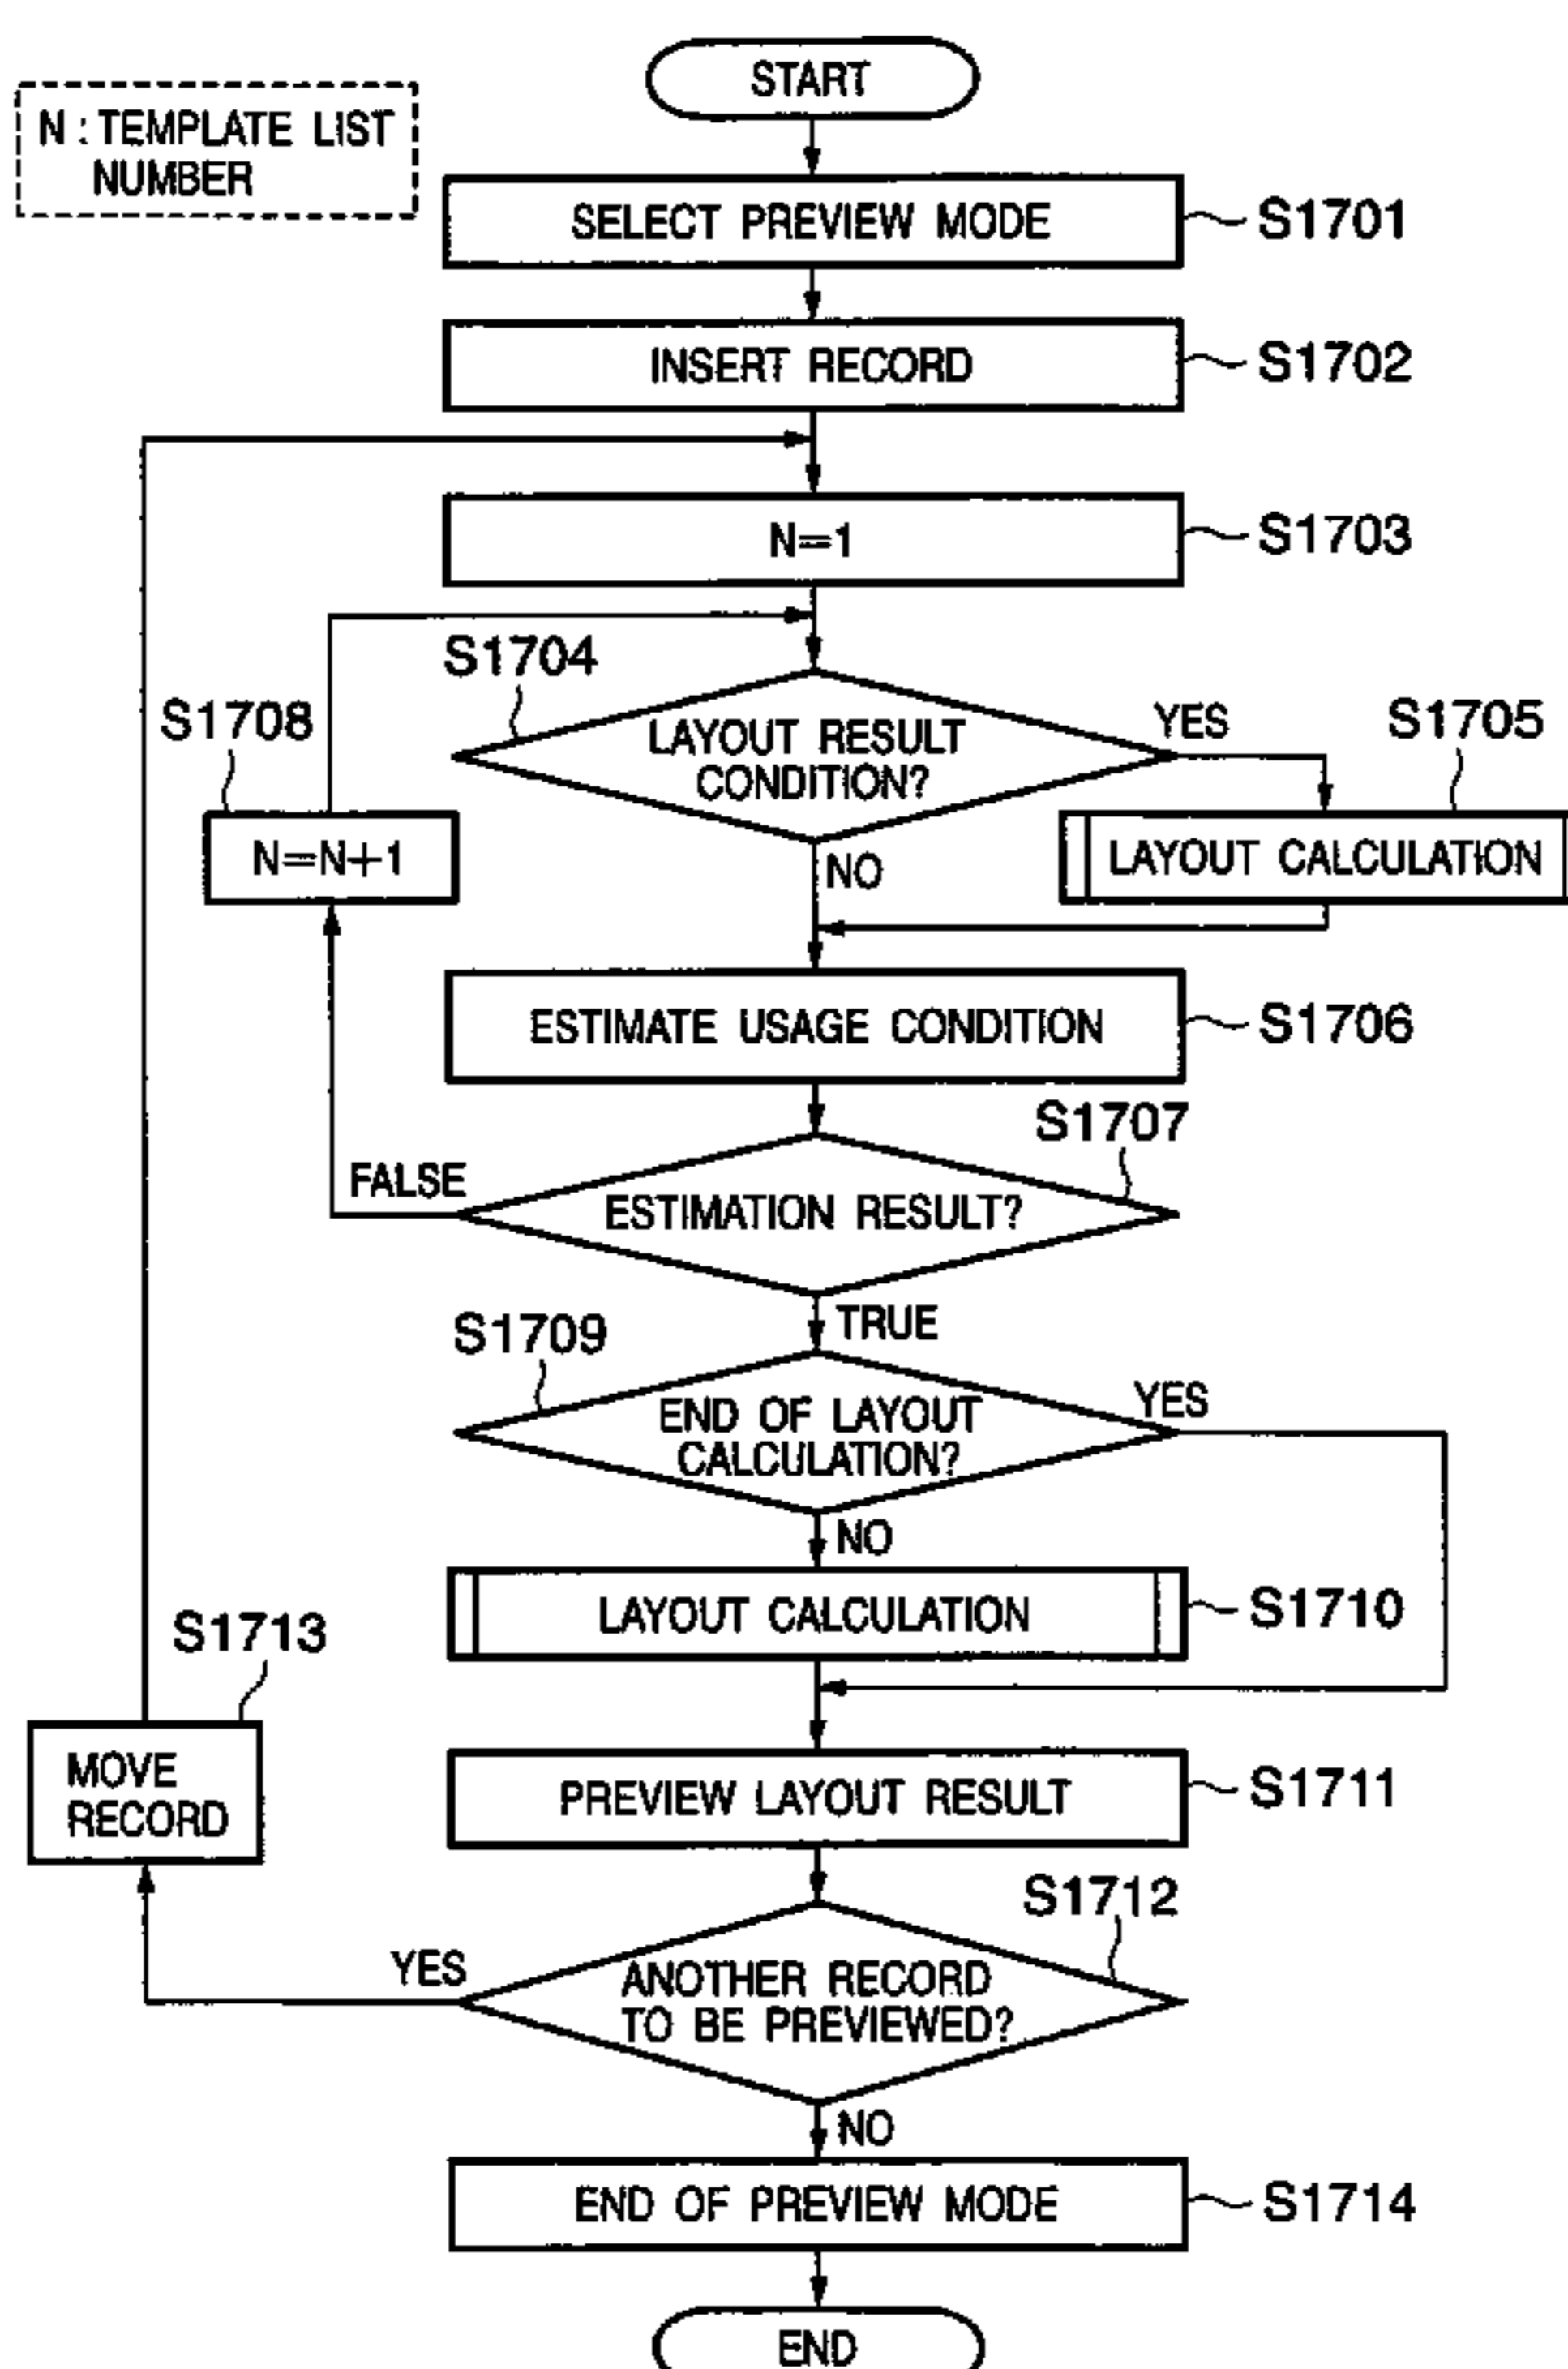 START
N : TEMPLATE LIST
NUMBER
SELECT PREVIEW MODE
S1701
INSERT RECORD
S1702
N=1
S1703
S1704
LAYOUT RESULT
CONDITION?
YES
S1705
S1708
N=N+1
LAYOUT CALCULATION
NO
ESTIMATE USAGE CONDITION
S1706
S1707
FALSE
ESTIMATION RESULT?
TRUE
S1709
END OF LAYOUT
CALCULATION?
YES
NO
LAYOUT CALCULATION
S1710
S1713
MOVE
RECORD
PREVIEW LAYOUT RESULT
S1711
S1712
YES
ANOTHER RECORD
TO BE PREVIEWED?
NO
END OF PREVIEW MODE
S1714
END